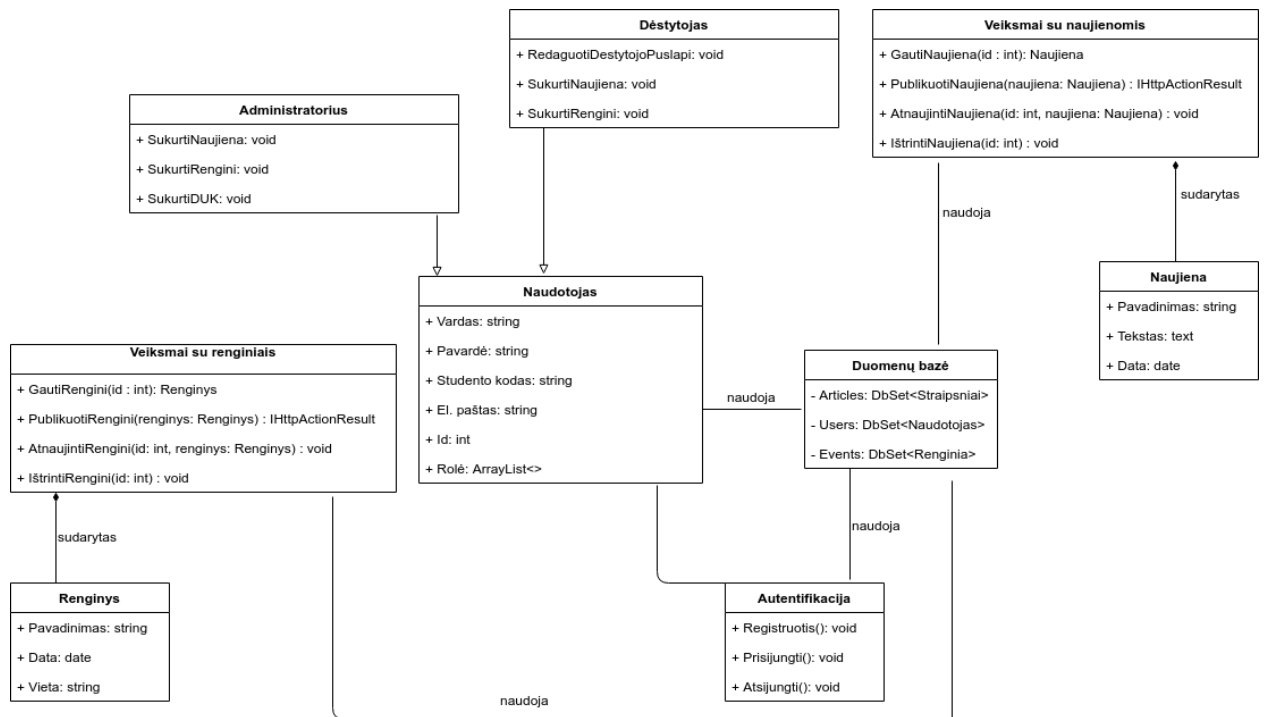 Dėstytojas
+ RedaguotiDestytojoPuslapi: void
+ SukurtiNaujiena: void
+ SukurtiRengini: void
Veiksmai su naujienomis
+ GautiNaujiena(id : int): Naujiena
+ PublikuotiNaujiena(naujiena: Naujiena) : IHttpActionResult
+ AtnaujintiNaujiena(id: int, naujiena: Naujiena) : void
+ IštrintiNaujiena(id: int) : void
Administratorius
+ SukurtiNaujiena: void
+ SukurtiRengini: void
+ SukurtiDUK: void
naudoja
sudarytas
Naujiena
+ Pavadinimas: string
+ Tekstas: text
+ Data: date
Naudotojas
+ Vardas: string
+ Pavardė: string
+ Studento kodas: string
+ El. paštas: string
+ Id: int
+ Rolė: ArrayList<>
Veiksmai su renginiais
+ GautiRengini(id : int): Renginys
+ PublikuotiRengini(renginys: Renginys) : IHttpActionResult
+ AtnaujintiRengini(id: int, renginys: Renginys) : void
+ IštrintiRengini(id: int) : void
naudoja
Duomenų bazė
- Articles: DbSet<Straipsniai>
- Users: DbSet<Naudotojas>
- Events: DbSet<Renginia>
sudarytas
naudoja
Renginys
+ Pavadinimas: string
+ Data: date
+ Vieta: string
Autentifikacija
+ Registruotis(): void
+ Prisijungti(): void
+ Atsijungti(): void
naudoja